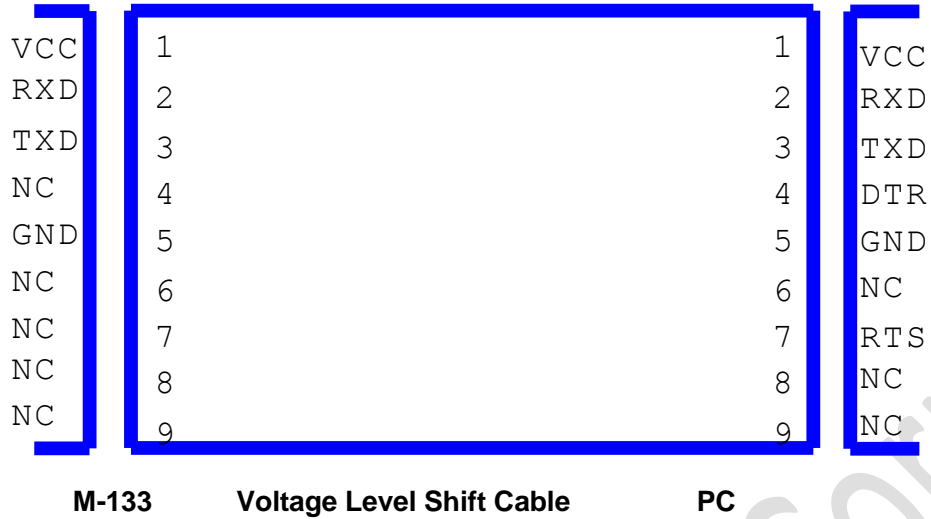 VCC 1 1 VCC
RXD 2 2 RXD
TXD 3 3 TXD
NC 4 4 DTR
GND 5 5 GND
NC 6 6 NC
NC 7 7 RTS
NC 8 8 NC
NC 9 9 NC
M-133 Voltage Level Shift Cable PC